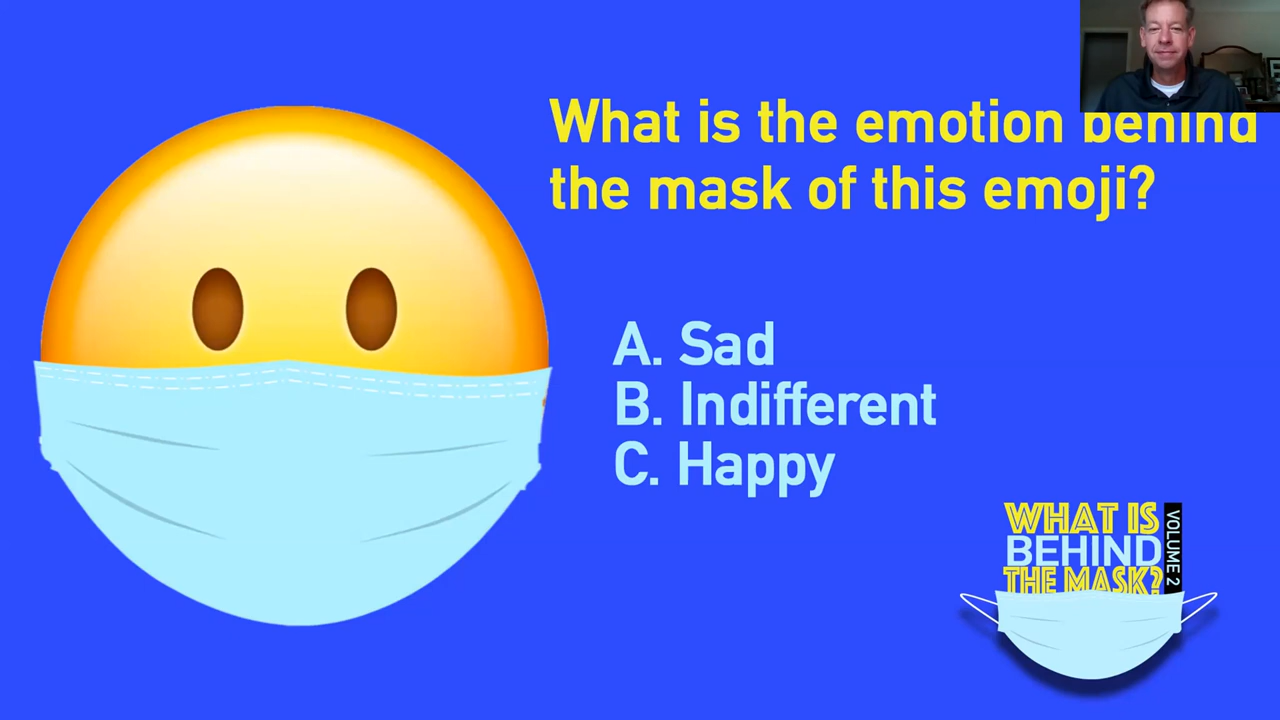 What is the emotion behind
the mask of this emoji?
A. Sad
B. Indifferent
C. Happy
WHAT IS
BEHIND
THE MASK?
VOLUME 2